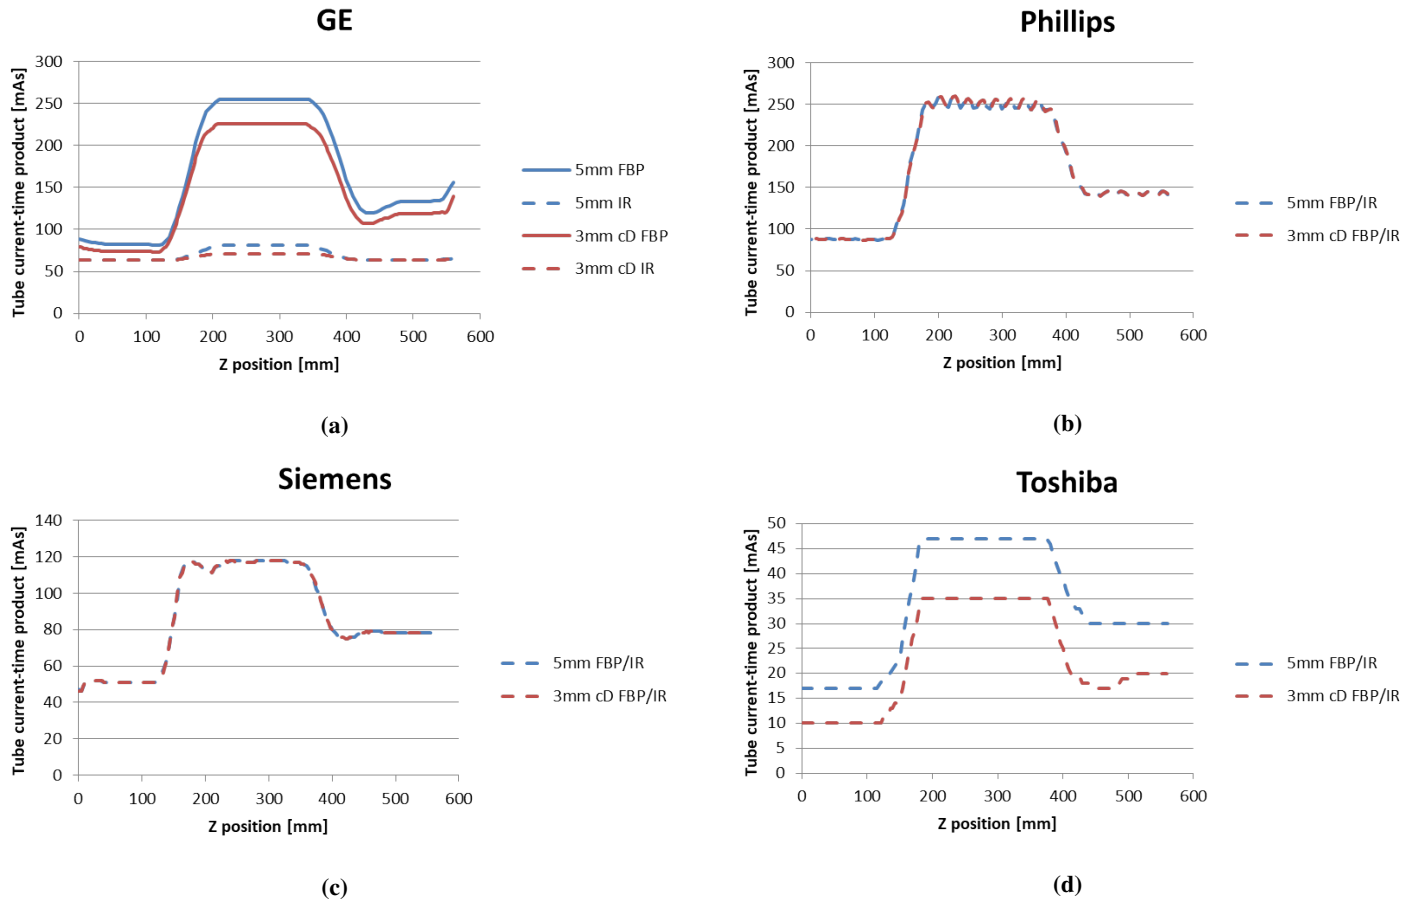 GE
Tube current-time product [mAs]
300
250
200
150
100
50
0
0 100 200 300 400 500 600
Z position [mm]
5mm FBP
5mm IR
3mm cD FBP
3mm cD IR
(a)
Phillips
Tube current-time product [mAs]
300
250
200
150
100
50
0
0 100 200 300 400 500 600
Z position [mm]
5mm FBP/IR
3mm cD FBP/IR
(b)
Siemens
Tube current-time product [mAs]
140
120
100
80
60
40
20
0
0 100 200 300 400 500 600
Z position [mm]
5mm FBP/IR
3mm cD FBP/IR
(c)
Toshiba
Tube current-time product [mAs]
50
45
40
35
30
25
20
15
10
5
0
0 100 200 300 400 500 600
Z position [mm]
5mm FBP/IR
3mm cD FBP/IR
(d)